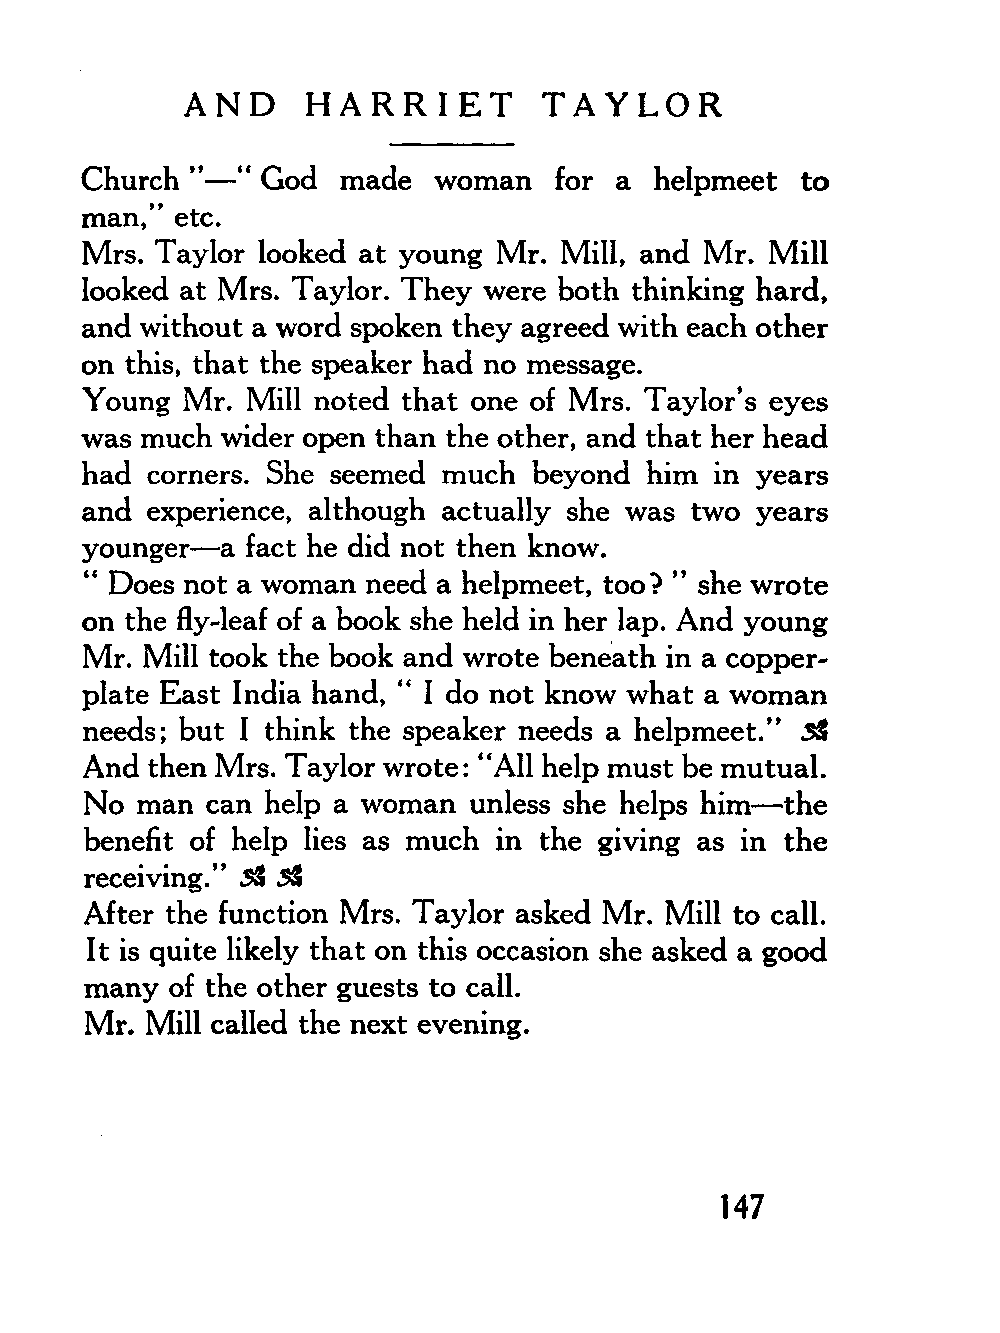 AND HARRIET TAYLOR
Church "—" God made woman for a helpmeet to
man," etc.
Mrs. Taylor looked at young Mr. Mill, and Mr. Mill
looked at Mrs. Taylor. They were both thinking hard,
and without a word spoken they agreed with each other
on this, that the speaker had no message.
Young Mr. Mill noted that one of Mrs. Taylor's eyes
was much wider open than the other, and that her head
had corners. She seemed much beyond him in years
and experience, although actually she was two years
younger—a fact he did not then know.
" Does not a woman need a helpmeet, too? " she wrote
on the fly-leaf of a book she held in her lap. And young
Mr. Mill took the book and wrote beneath in a copper-
plate East India hand, " I do not know what a woman
needs; but I think the speaker needs a helpmeet."
And then Mrs. Taylor wrote: "All help must be mutual.
No man can help a woman unless she helps him—the
benefit of help lies as much in the giving as in the
receiving."
After the function Mrs. Taylor asked Mr. Mill to call.
It is quite likely that on this occasion she asked a good
many of the other guests to call.
Mr. Mill called the next evening.
147